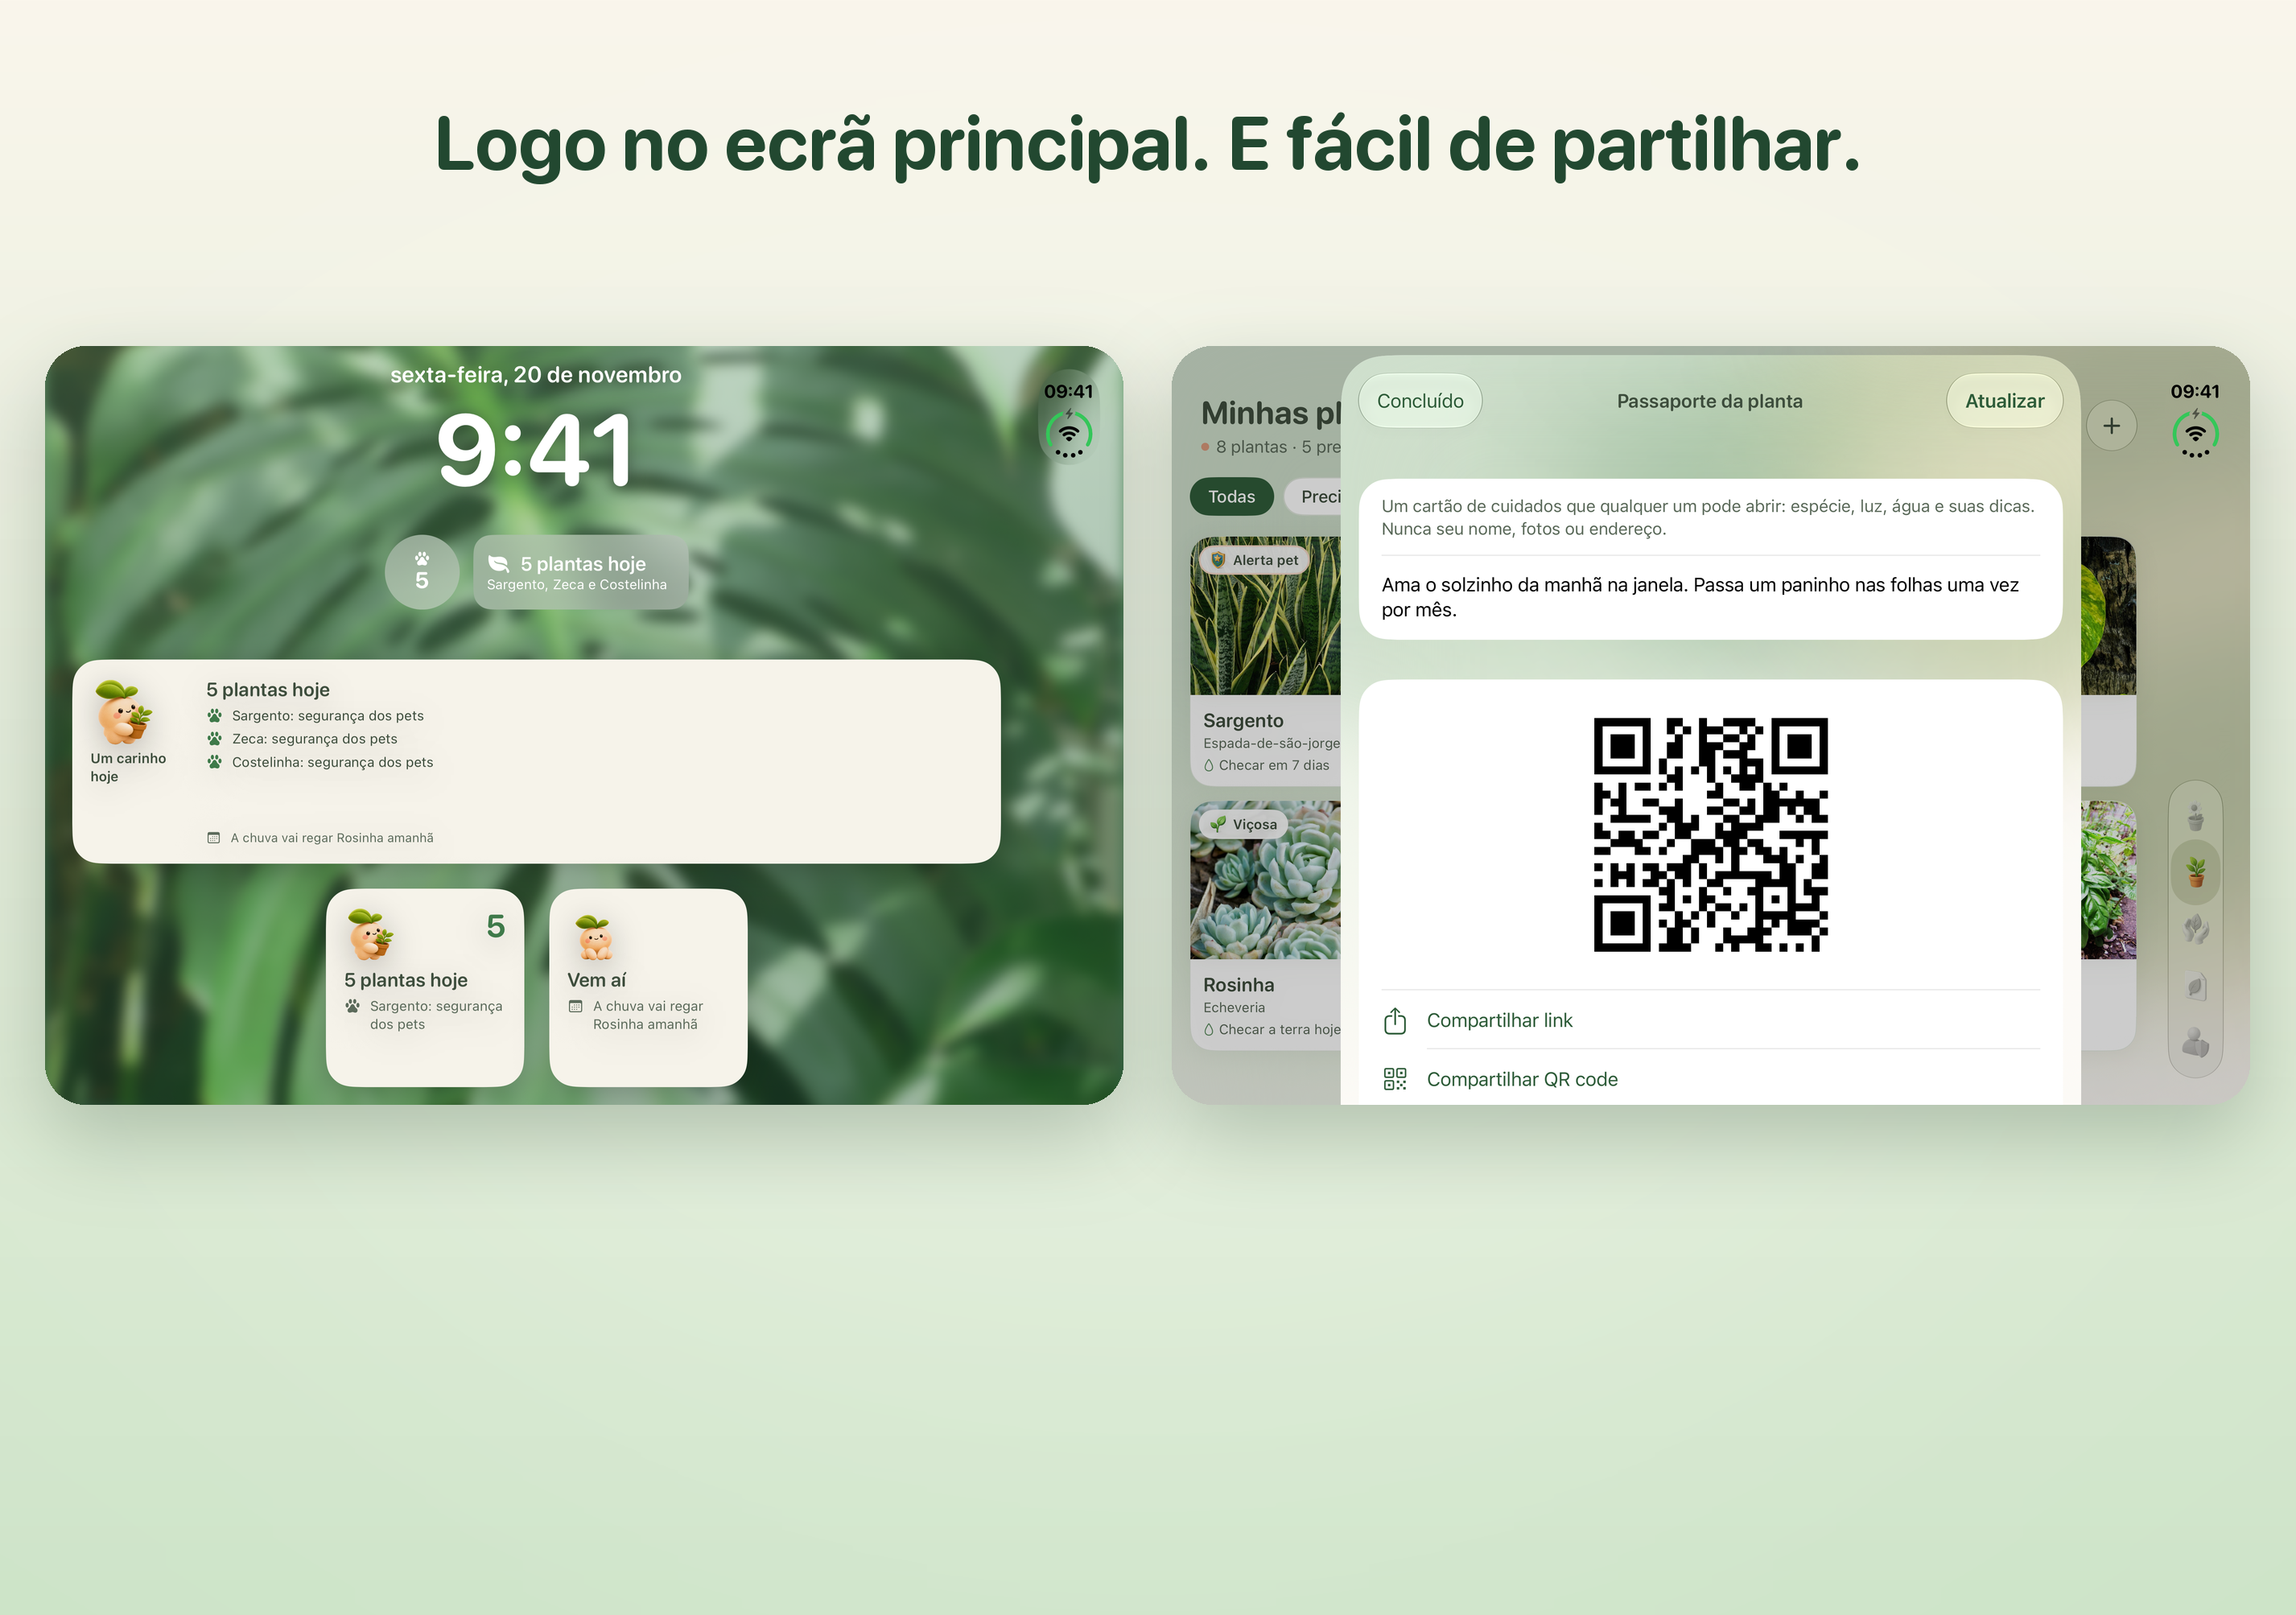 Logo no ecrã principal. E fácil de partilhar.
sexta-feira, 20 de novembro
9:41
09:41
5
5 plantas hoje
Sargento, Zeca e Costelinha
Um carinho
hoje
5 plantas hoje
Sargento: segurança dos pets
Zeca: segurança dos pets
Costelinha: segurança dos pets
A chuva vai regar Rosinha amanhã
5
5 plantas hoje
Sargento: segurança
dos pets
Vem aí
A chuva vai regar
Rosinha amanhã
Minhas pl
8 plantas · 5 pre
Todas
Preci
Alerta pet
Sargento
Espada-de-são-jorge
Checar em 7 dias
Viçosa
Rosinha
Echeveria
Checar a terra hoje
Concluído
Passaporte da planta
Atualizar
Um cartão de cuidados que qualquer um pode abrir: espécie, luz, água e suas dicas.
Nunca seu nome, fotos ou endereço.
Ama o solzinho da manhã na janela. Passa um paninho nas folhas uma vez
por mês.
Compartilhar link
Compartilhar QR code
09:41